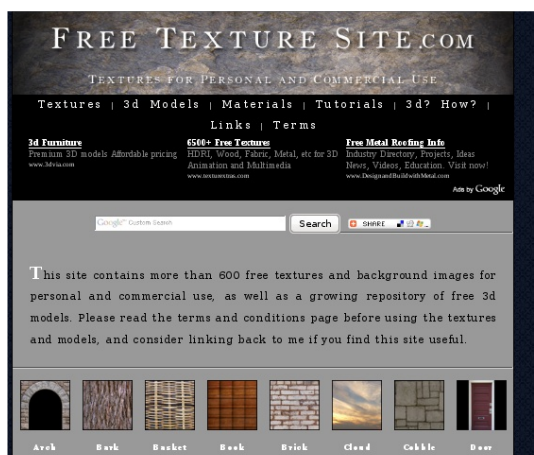 FREE TEXTURE SITE.COM
TEXTURES FOR PERSONAL AND COMMERCIAL USE
Textures | 3d Models | Materials | Tutorials | 3d? How? |
Links | Terms
3d Furniture
Premium 3D models Affordable pricing
www.3dvia.com
6500+ Free Textures
HDRI, Wood, Fabric, Metal, etc for 3D
Animation and Multimedia
www.texturextras.com
Free Metal Roofing Info
Industry Directory, Projects, Ideas
News, Videos, Education. Visit now!
www.DesignandBuildwithMetal.com
Ads by Google
Google™ Custom Search
Search
SHARE
This site contains more than 600 free textures and background images for
personal and commercial use, as well as a growing repository of free 3d
models. Please read the terms and conditions page before using the textures
and models, and consider linking back to me if you find this site useful.
Arch Bark Basket Book Brick Cloud Cobble Door